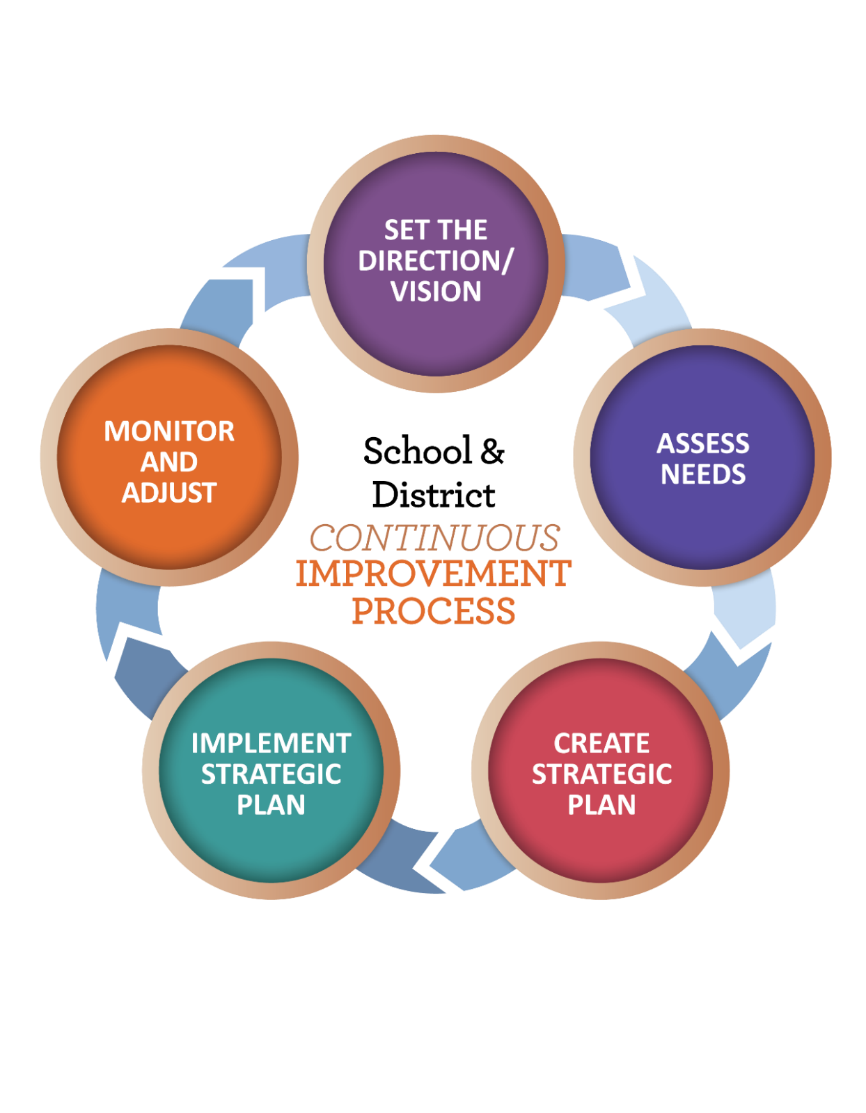 SET THE
DIRECTION/
VISION
ASSESS
NEEDS
CREATE
STRATEGIC
PLAN
IMPLEMENT
STRATEGIC
PLAN
MONITOR
AND
ADJUST
School &
District
CONTINUOUS
IMPROVEMENT
PROCESS